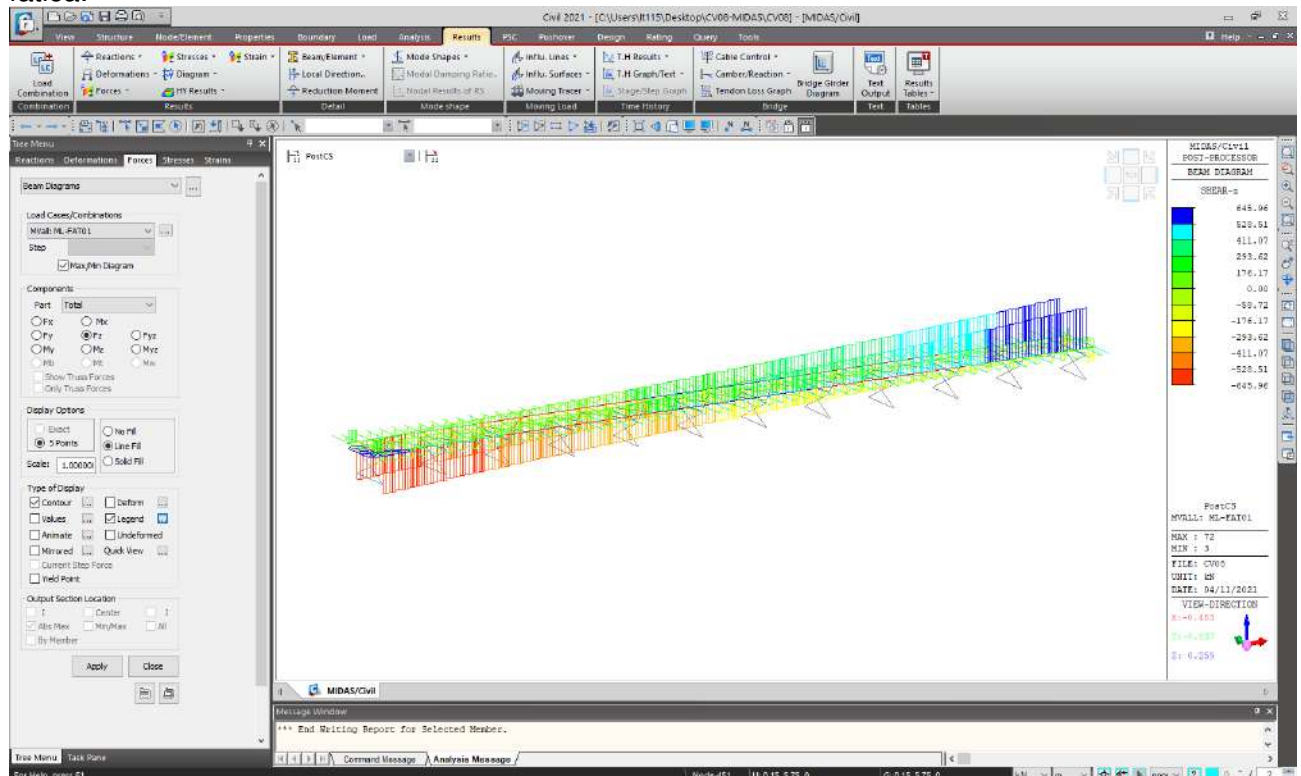 Civil 2021 - [C:\Users\lt115\Desktop\CV08-MIDAS\CV08] - [MIDAS/Civil]
View Structure Node/Element Properties Boundary Load Analysis Results PSC Pushover Design Rating Query Tools Help
Load Combination
Reactions
Deformations
Forces
Stresses
Diagram
HY Results
Strain
Beam/Element
Local Direction..
Reduction Moment
Mode Shapes
Modal Damping Ratio..
Nodal Results of RS
Influ. Lines
Influ. Surfaces
Moving Tracer
T.H Results
T.H Graph/Text
Stage/Step Graph
Cable Control
Camber/Reaction
Tendon Loss Graph
Bridge Girder Diagram
Text Output
Results Tables
Combination Results Detail Mode shape Moving Load Time History Bridge Text Tables
Tree Menu
Reactions Deformations Forces Stresses Strains
Beam Diagrams
Load Cases/Combinations
MVall: ML-FAT01
Step
Max/Min Diagram
Components
Part Total
Fx Mx
Fy Fz Fyz
My Mz Myz
Mb Mt Mw
Show Truss Forces
Only Truss Forces
Display Options
Exact
5 Points
No Fill
Line Fill
Solid Fill
Scale: 1.00000
Type of Display
Contour Deform
Values Legend
Animate Undeformed
Mirrored Quick View
Current Step Force
Yield Point
Output Section Location
I Center J
Abs Max Min/Max All
By Member
Apply Close
Tree Menu Task Pane
For Help, press F1
PostCS
MIDAS/Civil
POST-PROCESSOR
BEAM DIAGRAM
SHEAR-z
645.96
528.51
411.07
293.62
176.17
0.00
-58.72
-176.17
-293.62
-411.07
-528.51
-645.96
PostCS
MVALL: ML-FAT01
MAX : 72
MIN : 3
FILE: CV08
UNIT: kN
DATE: 04/11/2021
VIEW-DIRECTION
Z: 0.259
MIDAS/Civil
Message Window
*** End Writing Report for Selected Member.
Command Message Analysis Message